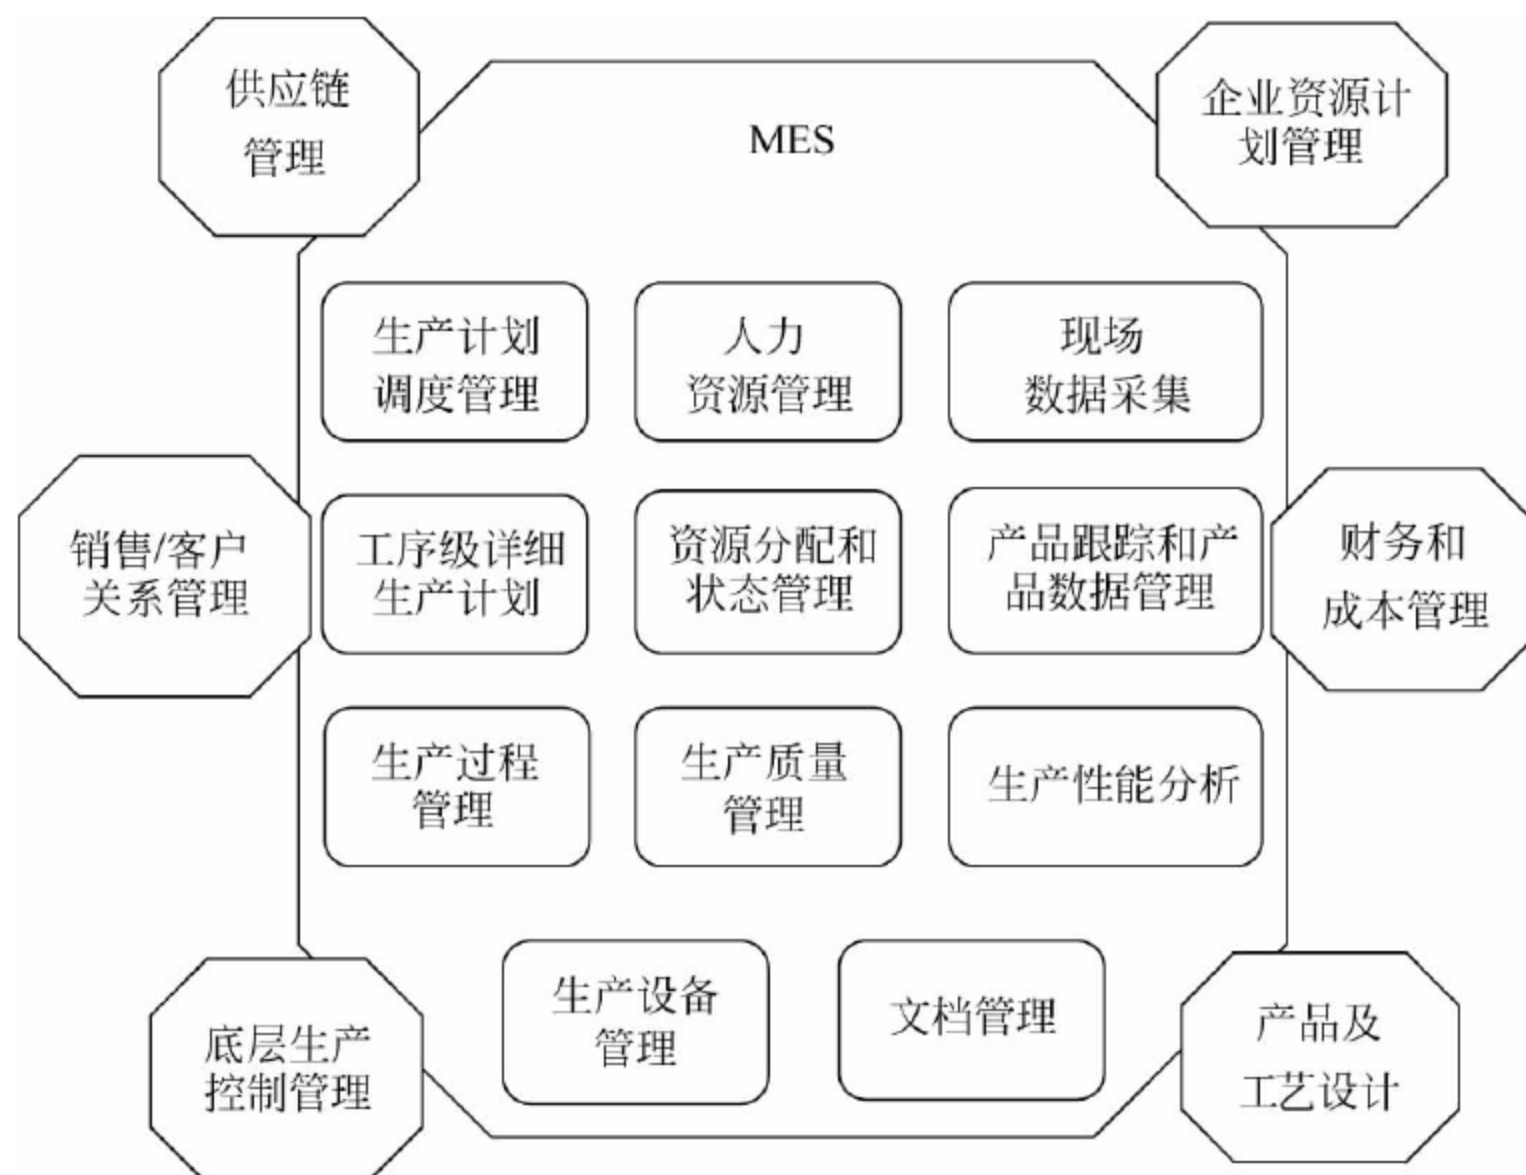 供应链
管理
MES
企业资源计
划管理
生产计划
调度管理
人力
资源管理
现场
数据采集
销售/客户
关系管理
工序级详细
生产计划
资源分配和
状态管理
产品跟踪和产
品数据管理
财务和
成本管理
生产过程
管理
生产质量
管理
生产性能分析
底层生产
控制管理
生产设备
管理
文档管理
产品及
工艺设计